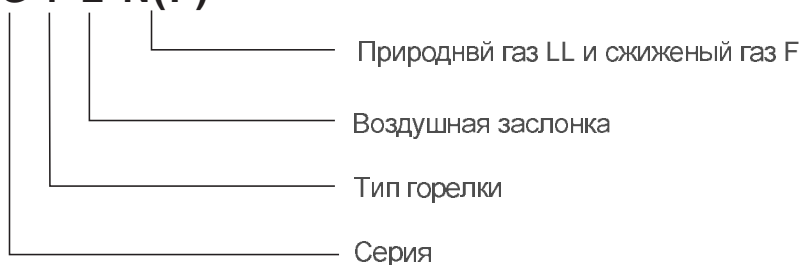 Природнвй газ LL и сжиженый газ F
Воздушная заслонка
Тип горелки
Серия